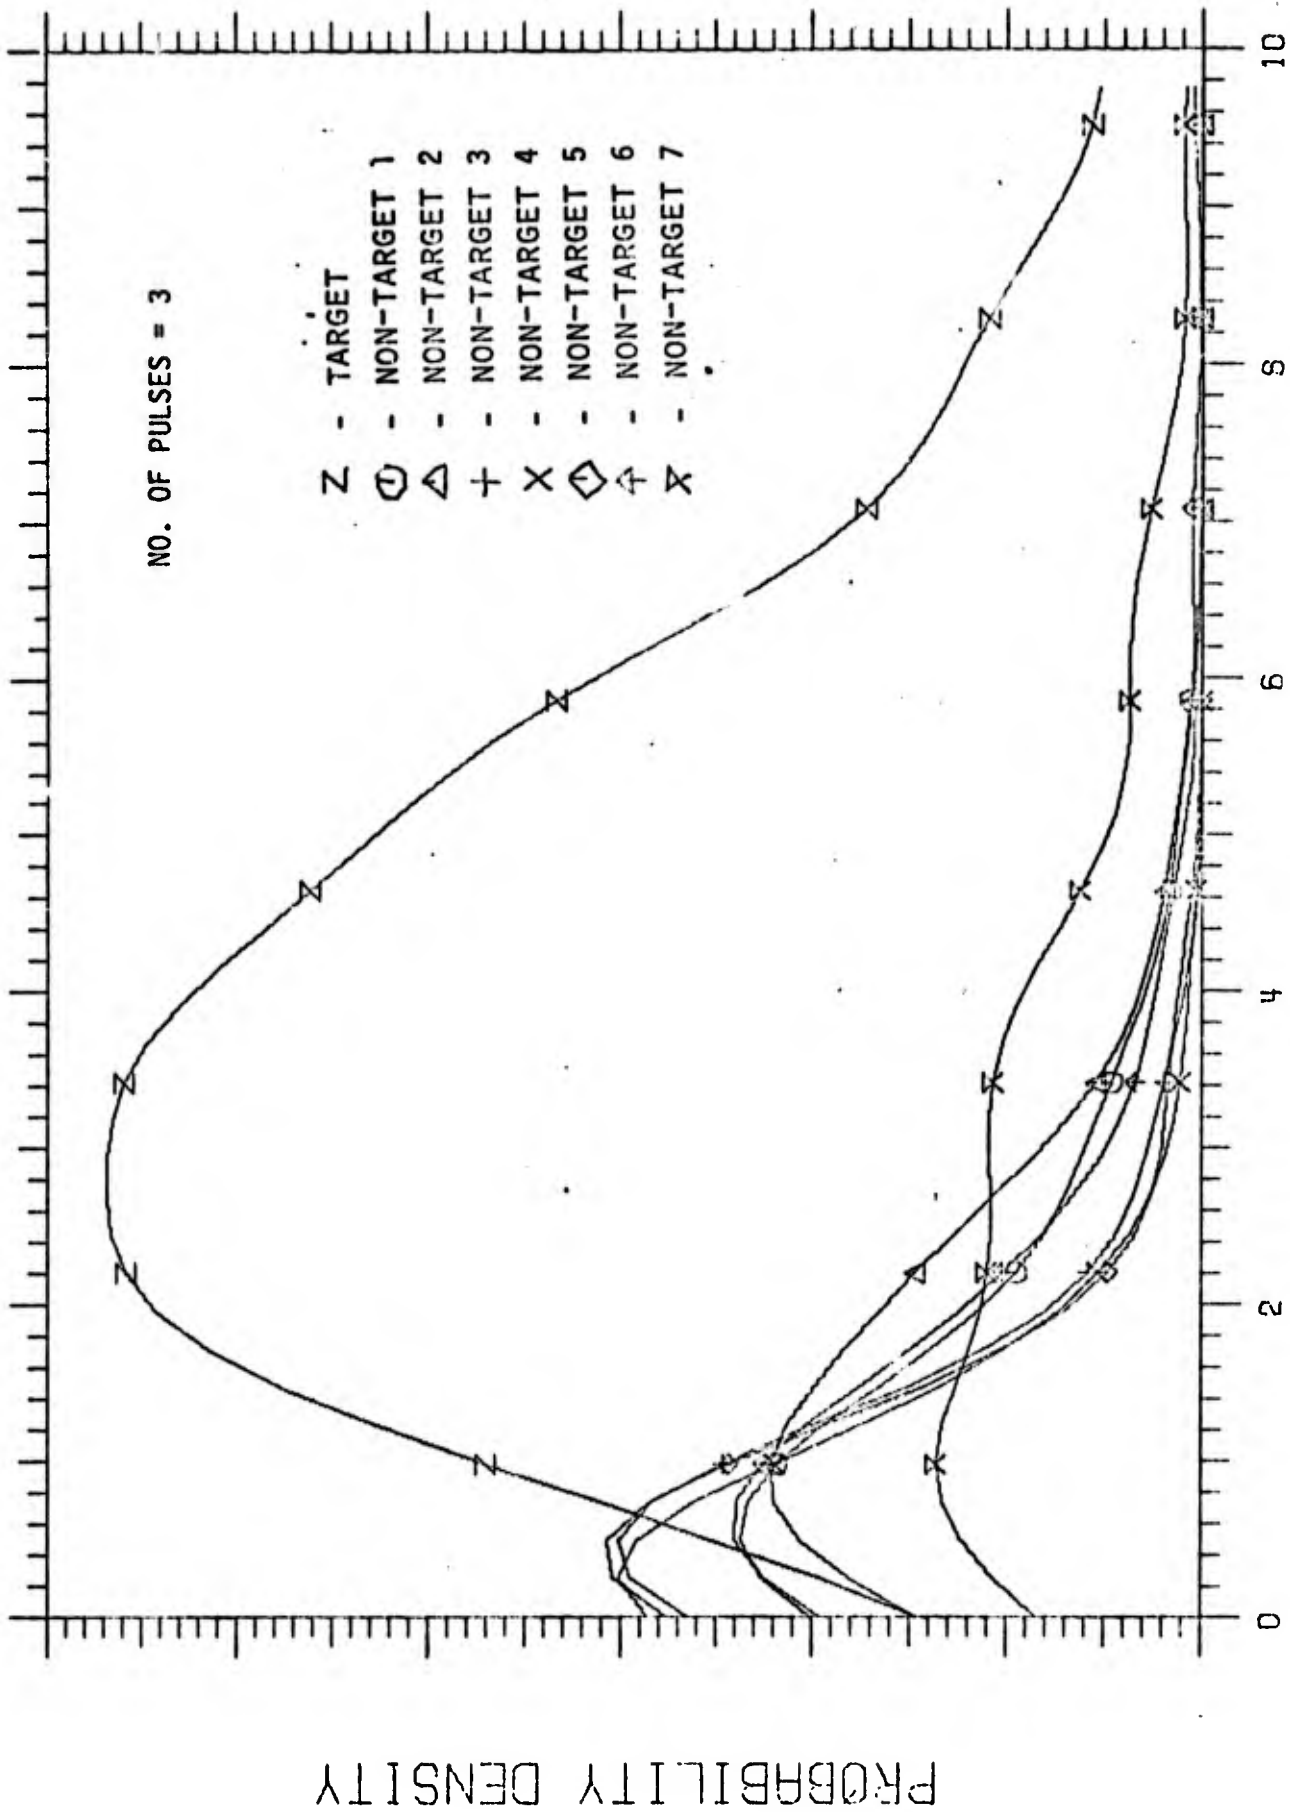 NO. OF PULSES = 3
Z - TARGET
- NON-TARGET 1
△ - NON-TARGET 2
+ - NON-TARGET 3
X - NON-TARGET 4
- NON-TARGET 5
- NON-TARGET 6
- NON-TARGET 7
PROBABILITY DENSITY
0 2 4 6 8 10